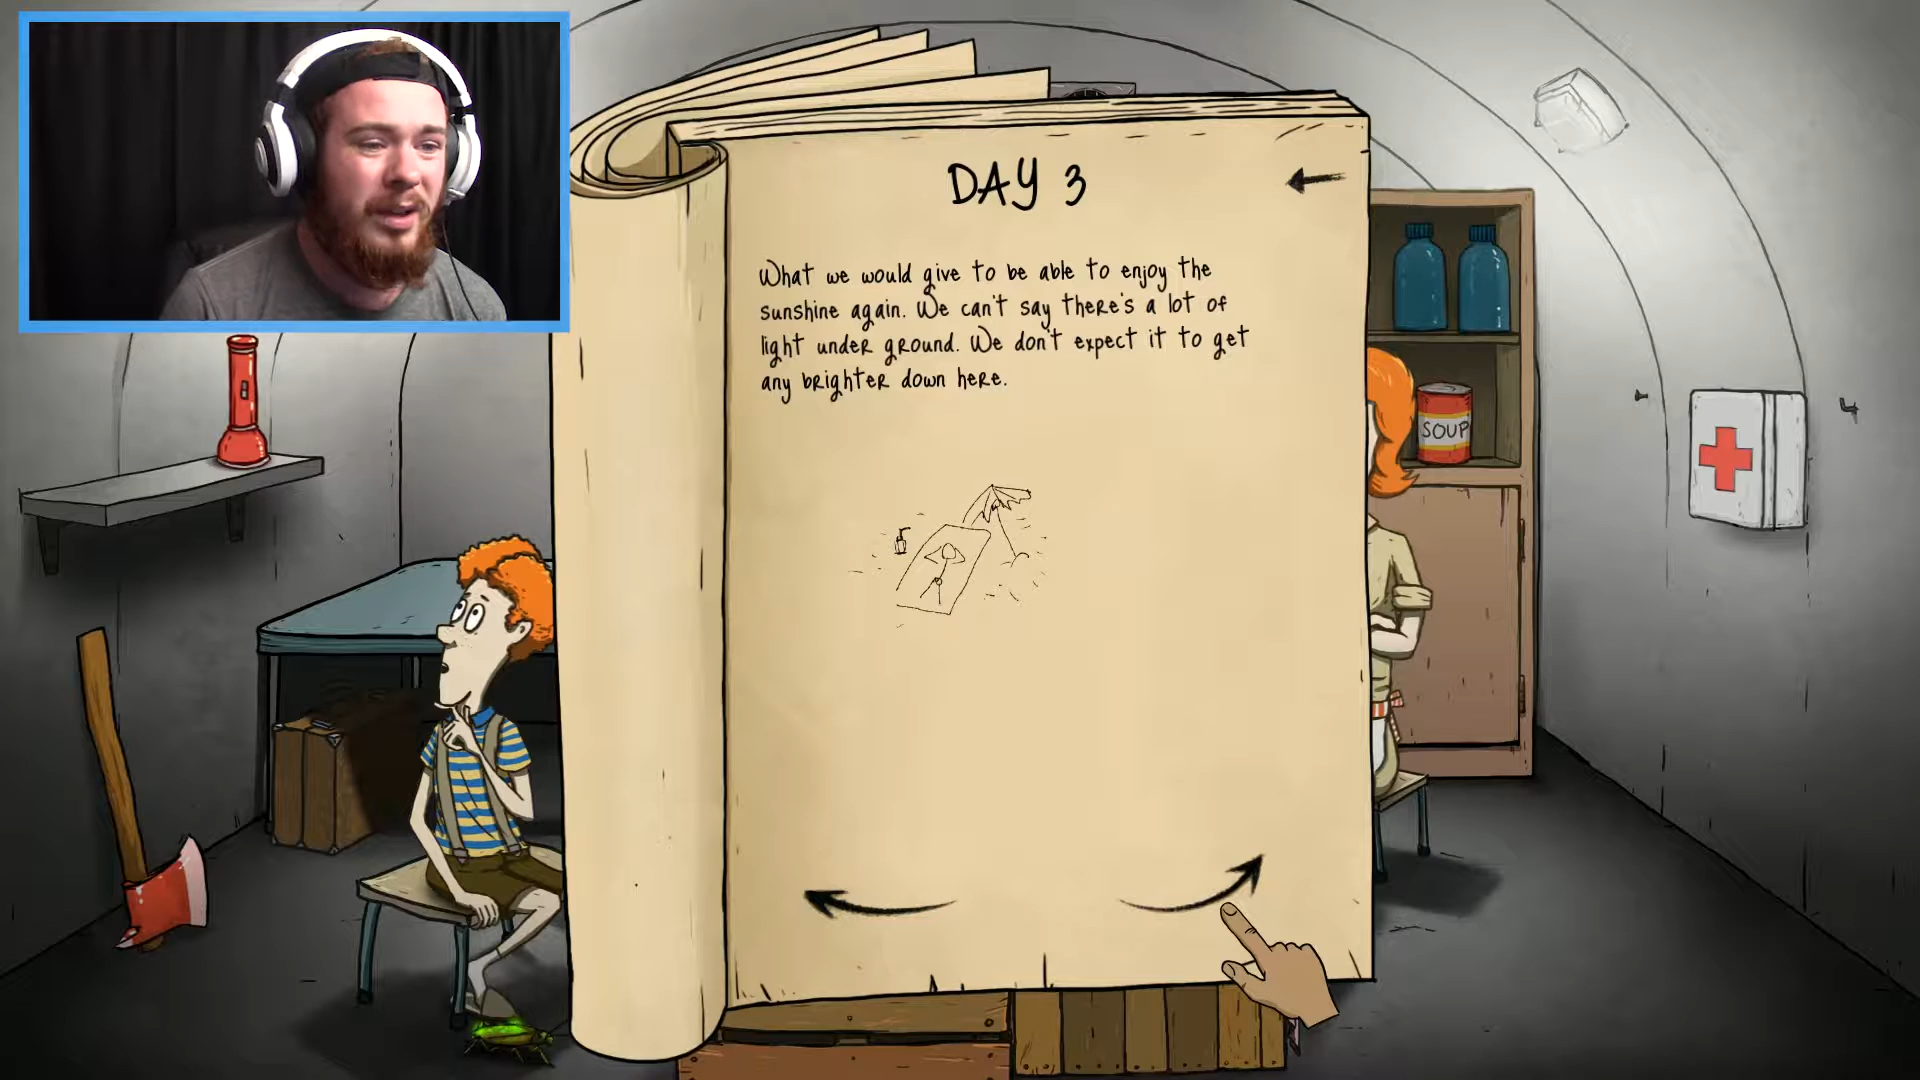 DAY 3
What we would give to be able to enjoy the
sunshine again. We can't say there's a lot of
light under ground. We don't expect it to get
any brighter down here.
SOUP